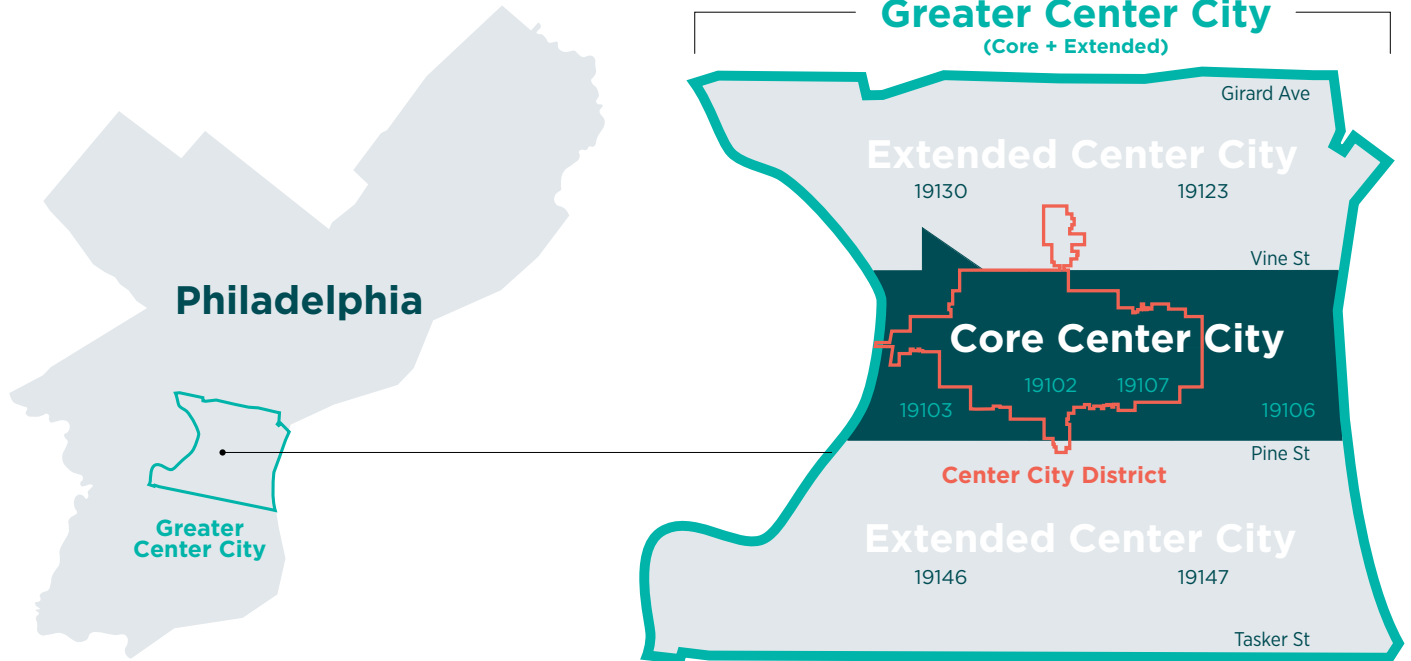 Greater Center City
(Core + Extended)
Girard Ave
Extended Center City
19130
19123
Vine St
Philadelphia
Core Center City
19102
19107
19103
19106
Pine St
Center City District
Greater
Center City
Extended Center City
19146
19147
Tasker St